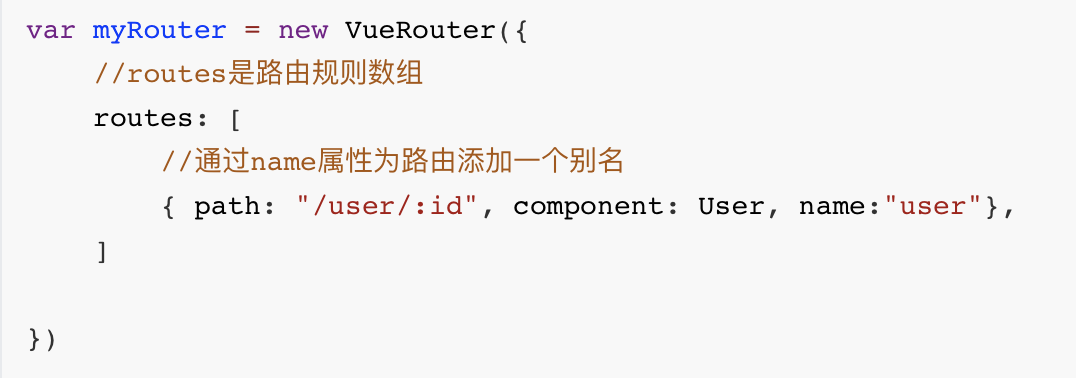 var myRouter = new VueRouter({
//routes是路由规则数组
routes: [
//通过name属性为路由添加一个别名
{ path: "/user/:id", component: User, name:"user"},
]
})